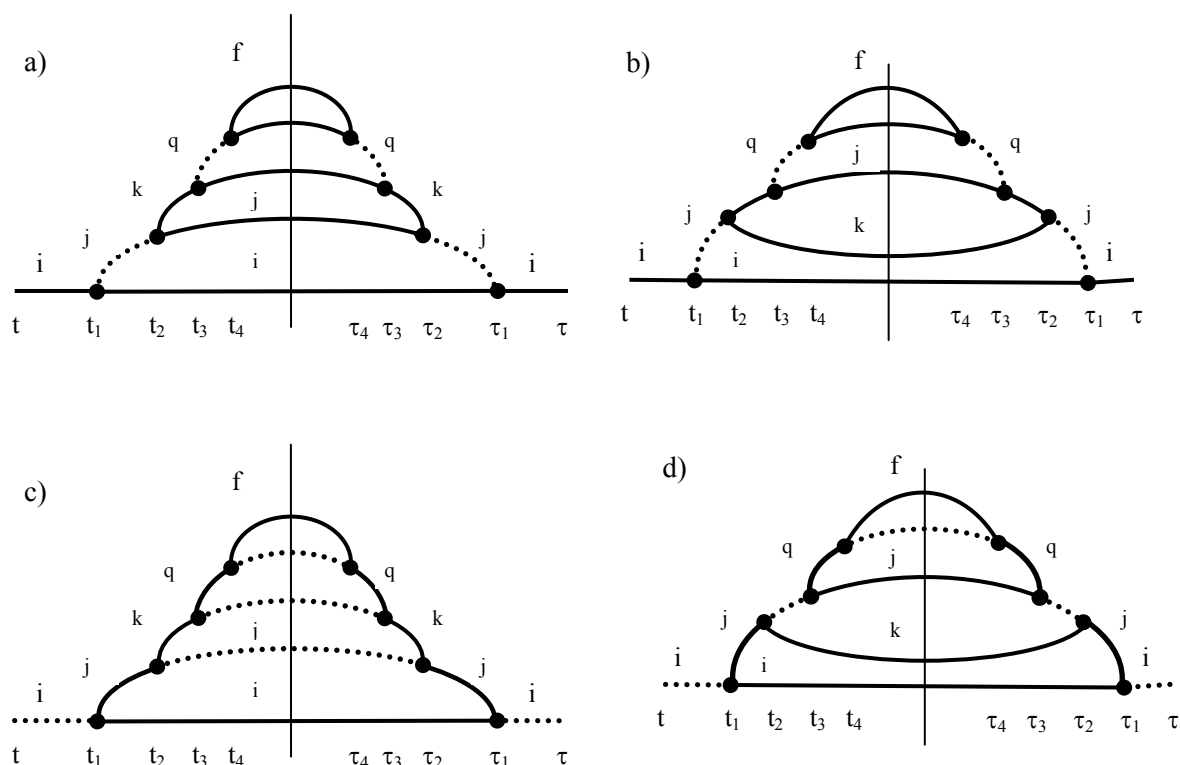 a)
f
q q
k k
j j j
i i i
t t₁ t₂ t₃ t₄ τ₄ τ₃ τ₂ τ₁ τ
b)
f
q q
j
j k j
i i i
t t₁ t₂ t₃ t₄ τ₄ τ₃ τ₂ τ₁ τ
c)
f
q q
k k
j j j
i i i
t t₁ t₂ t₃ t₄ τ₄ τ₃ τ₂ τ₁ τ
d)
f
q q
j
j k j
i i i
t t₁ t₂ t₃ t₄ τ₄ τ₃ τ₂ τ₁ τ